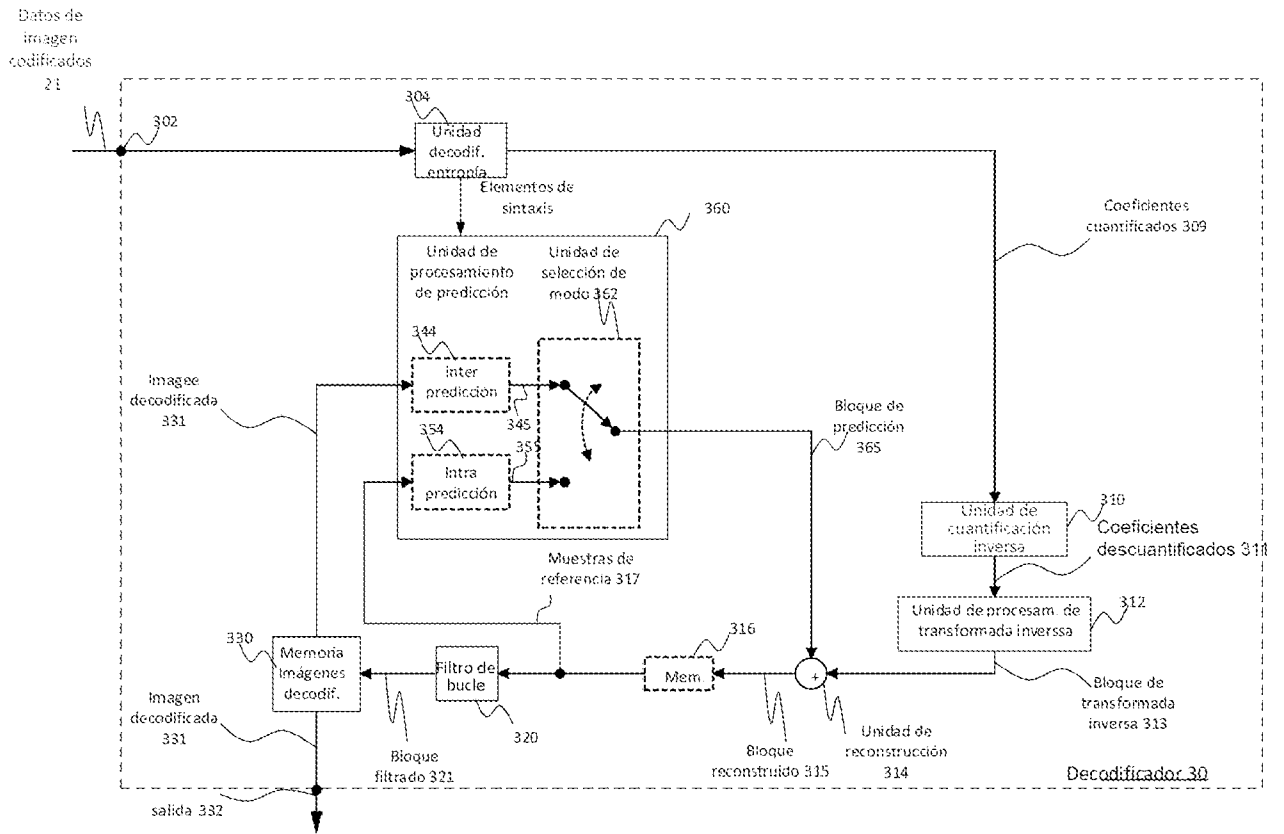 Datos de
imagen
codificados
21
302
304
Unidad
decodif.
entropía
Elementos de
sintaxis
360
Coeficientes
cuantificados 309
Unidad de
procesamiento
de predicción
Unidad de
selección de
modo 362
344
Inter
predicción
345
Imagee
decodificada
331
354
Intra
predicción
355
Bloque de
predicción
365
310
Unidad de
cuantificación
inversa
Coeficientes
descuantificados 311
Muestras de
referencia 317
312
Unidad de procesam. de
transformada inverssa
316
Mem.
330
Memoria
Imágenes
decodif.
Filtro de
bucle
320
+
Bloque de
transformada
inversa 313
Imagen
decodificada
331
Bloque
filtrado 321
Bloque
reconstruido 315
Unidad de
reconstrucción
314
Decodificador 30
salida 332